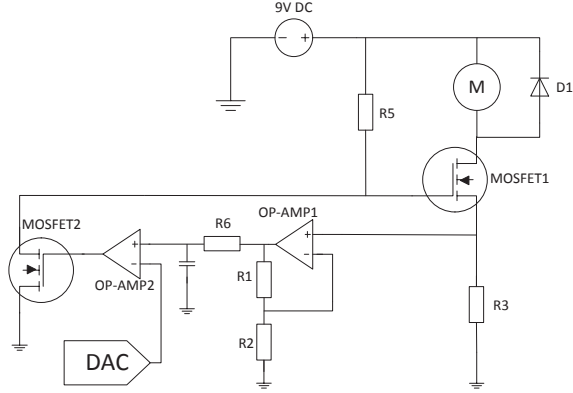 9V DC
− +
M
D1
R5
MOSFET1
MOSFET2
R6
OP-AMP1
+
-
+
-
OP-AMP2
R1
R3
R2
DAC